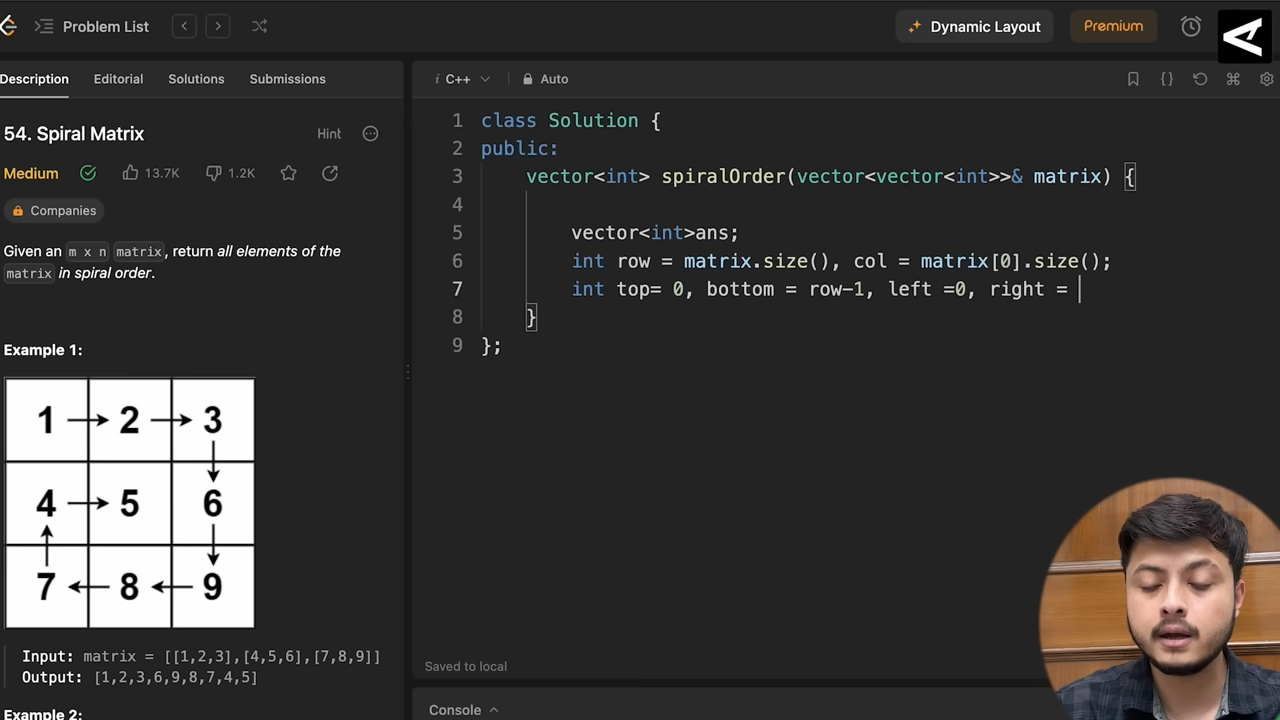 Problem List
Dynamic Layout
Premium
Description
Editorial
Solutions
Submissions
54. Spiral Matrix
Hint
Medium
13.7K
1.2K
Companies
Given an m x n matrix, return all elements of the
matrix in spiral order.
Example 1:
1 2 3
4 5 6
7 8 9
Input: matrix = [[1,2,3],[4,5,6],[7,8,9]]
Output: [1,2,3,6,9,8,7,4,5]
Example 2:
i C++
Auto
1 class Solution {
2 public:
3 vector<int> spiralOrder(vector<vector<int>>& matrix) {
4
5 vector<int>ans;
6 int row = matrix.size(), col = matrix[0].size();
7 int top= 0, bottom = row-1, left =0, right =
8 }
9 };
Saved to local
Console